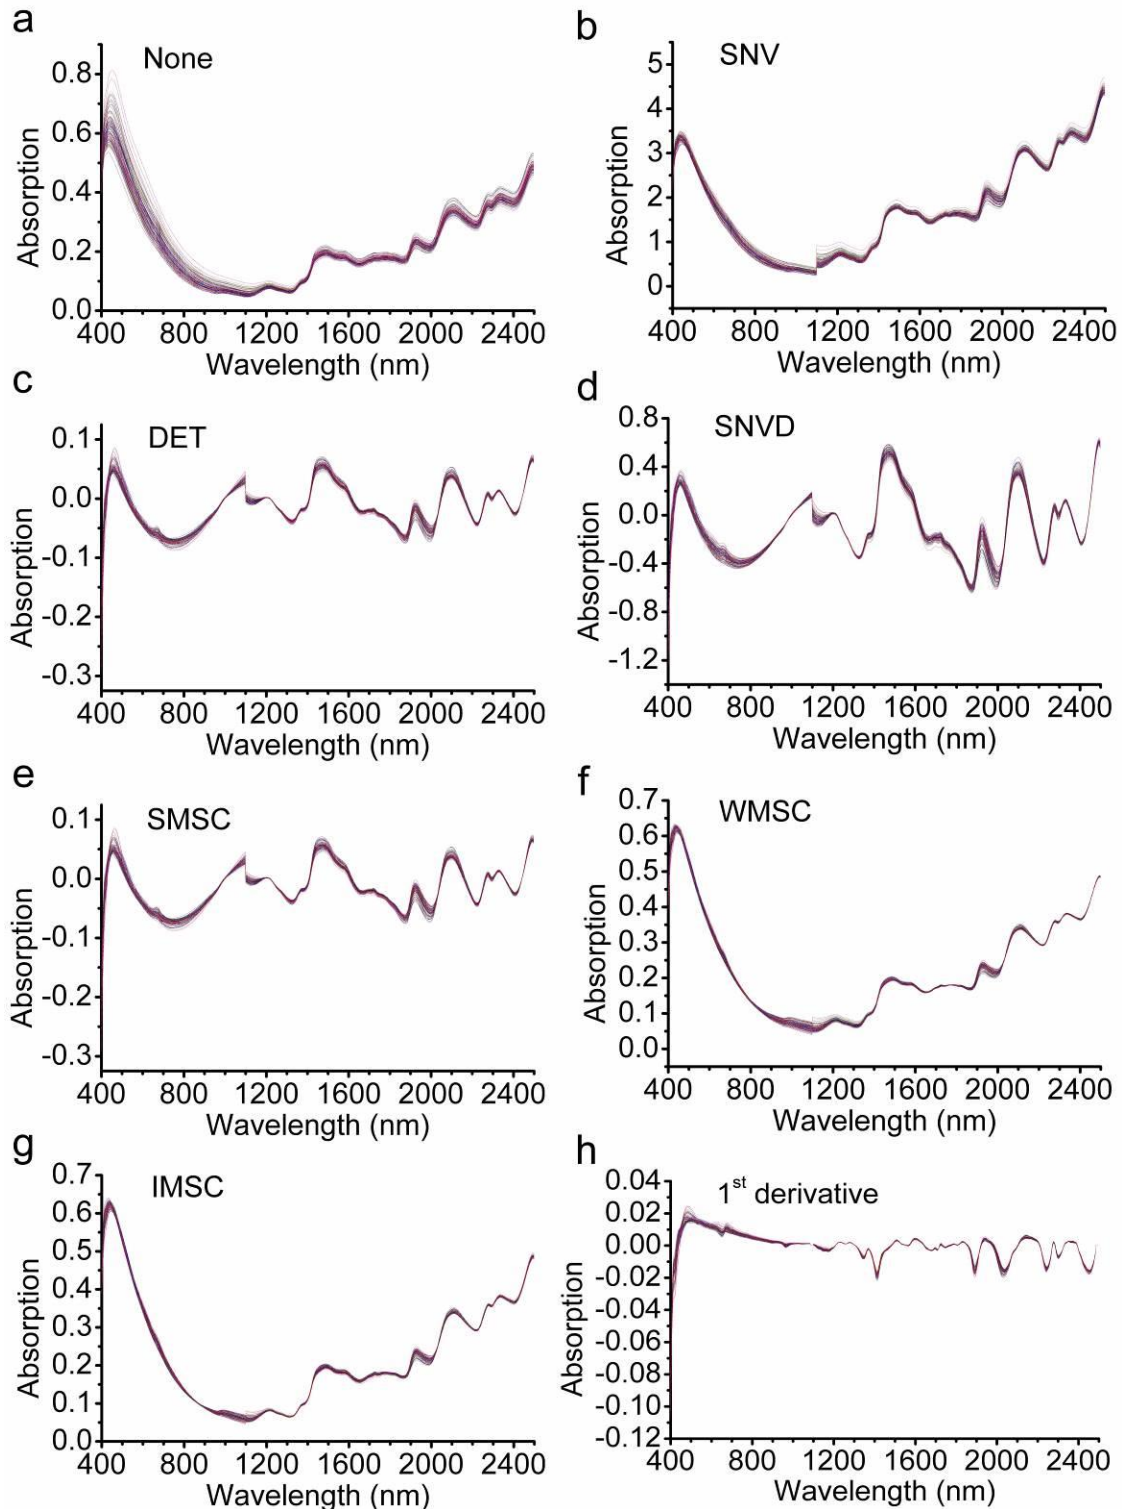 a
None
0.8
0.6
0.4
0.2
0.0
Absorption
400 800 1200 1600 2000 2400
Wavelength (nm)
b
SNV
5
4
3
2
1
0
Absorption
400 800 1200 1600 2000 2400
Wavelength (nm)
c
DET
0.1
0.0
-0.1
-0.2
-0.3
Absorption
400 800 1200 1600 2000 2400
Wavelength (nm)
d
SNVD
0.8
0.4
0.0
-0.4
-0.8
-1.2
Absorption
400 800 1200 1600 2000 2400
Wavelength (nm)
e
SMSC
0.1
0.0
-0.1
-0.2
-0.3
Absorption
400 800 1200 1600 2000 2400
Wavelength (nm)
f
WMSC
0.7
0.6
0.5
0.4
0.3
0.2
0.1
0.0
Absorption
400 800 1200 1600 2000 2400
Wavelength (nm)
g
IMSC
0.7
0.6
0.5
0.4
0.3
0.2
0.1
0.0
Absorption
400 800 1200 1600 2000 2400
Wavelength (nm)
h
1st derivative
0.04
0.02
0.00
-0.02
-0.04
-0.06
-0.08
-0.10
-0.12
Absorption
400 800 1200 1600 2000 2400
Wavelength (nm)